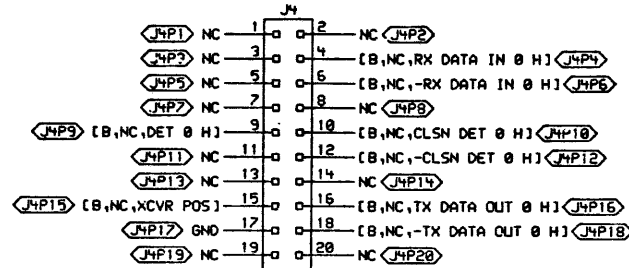 J4
J4P1 NC 1 2 NC J4P2
J4P3 NC 3 4 [B,NC,RX DATA IN 0 H] J4P4
J4P5 NC 5 6 [B,NC,-RX DATA IN 0 H] J4P6
J4P7 NC 7 8 NC J4P8
J4P9 [B,NC,DET 0 H] 9 10 [B,NC,CLSN DET 0 H] J4P10
J4P11 NC 11 12 [B,NC,-CLSN DET 0 H] J4P12
J4P13 NC 13 14 NC J4P14
J4P15 [B,NC,XCVR POS] 15 16 [B,NC,TX DATA OUT 0 H] J4P16
J4P17 GND 17 18 [B,NC,-TX DATA OUT 0 H] J4P18
J4P19 NC 19 20 NC J4P20